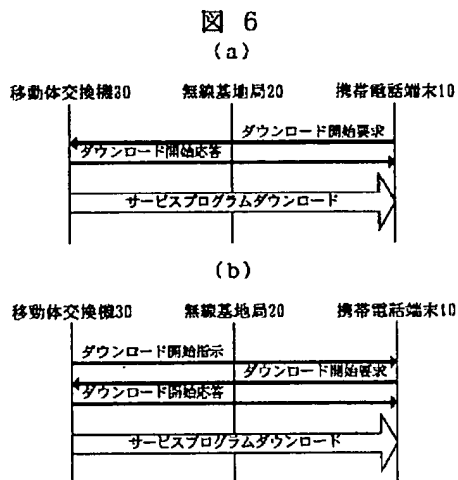 図 6
(a)
移動体交換機30 無線基地局20 携帯電話端末10
ダウンロード開始要求
ダウンロード開始応答
サービスプログラムダウンロード
(b)
移動体交換機30 無線基地局20 携帯電話端末10
ダウンロード開始指示
ダウンロード開始要求
ダウンロード開始応答
サービスプログラムダウンロード